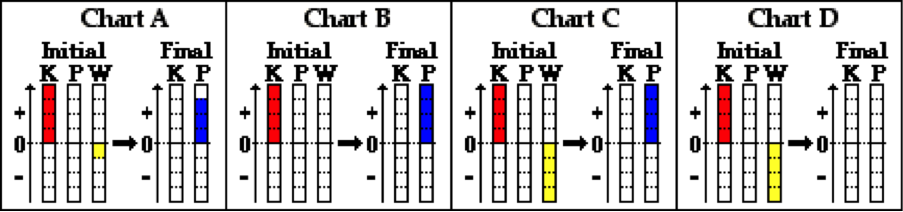 Chart A Chart B Chart C Chart D
Initial Final Initial Final Initial Final Initial Final
K P W K P K P W K P K P W K P K P W K P
+ + + + + + + +
0 0 0 0 0 0 0 0
- - - - - - - -